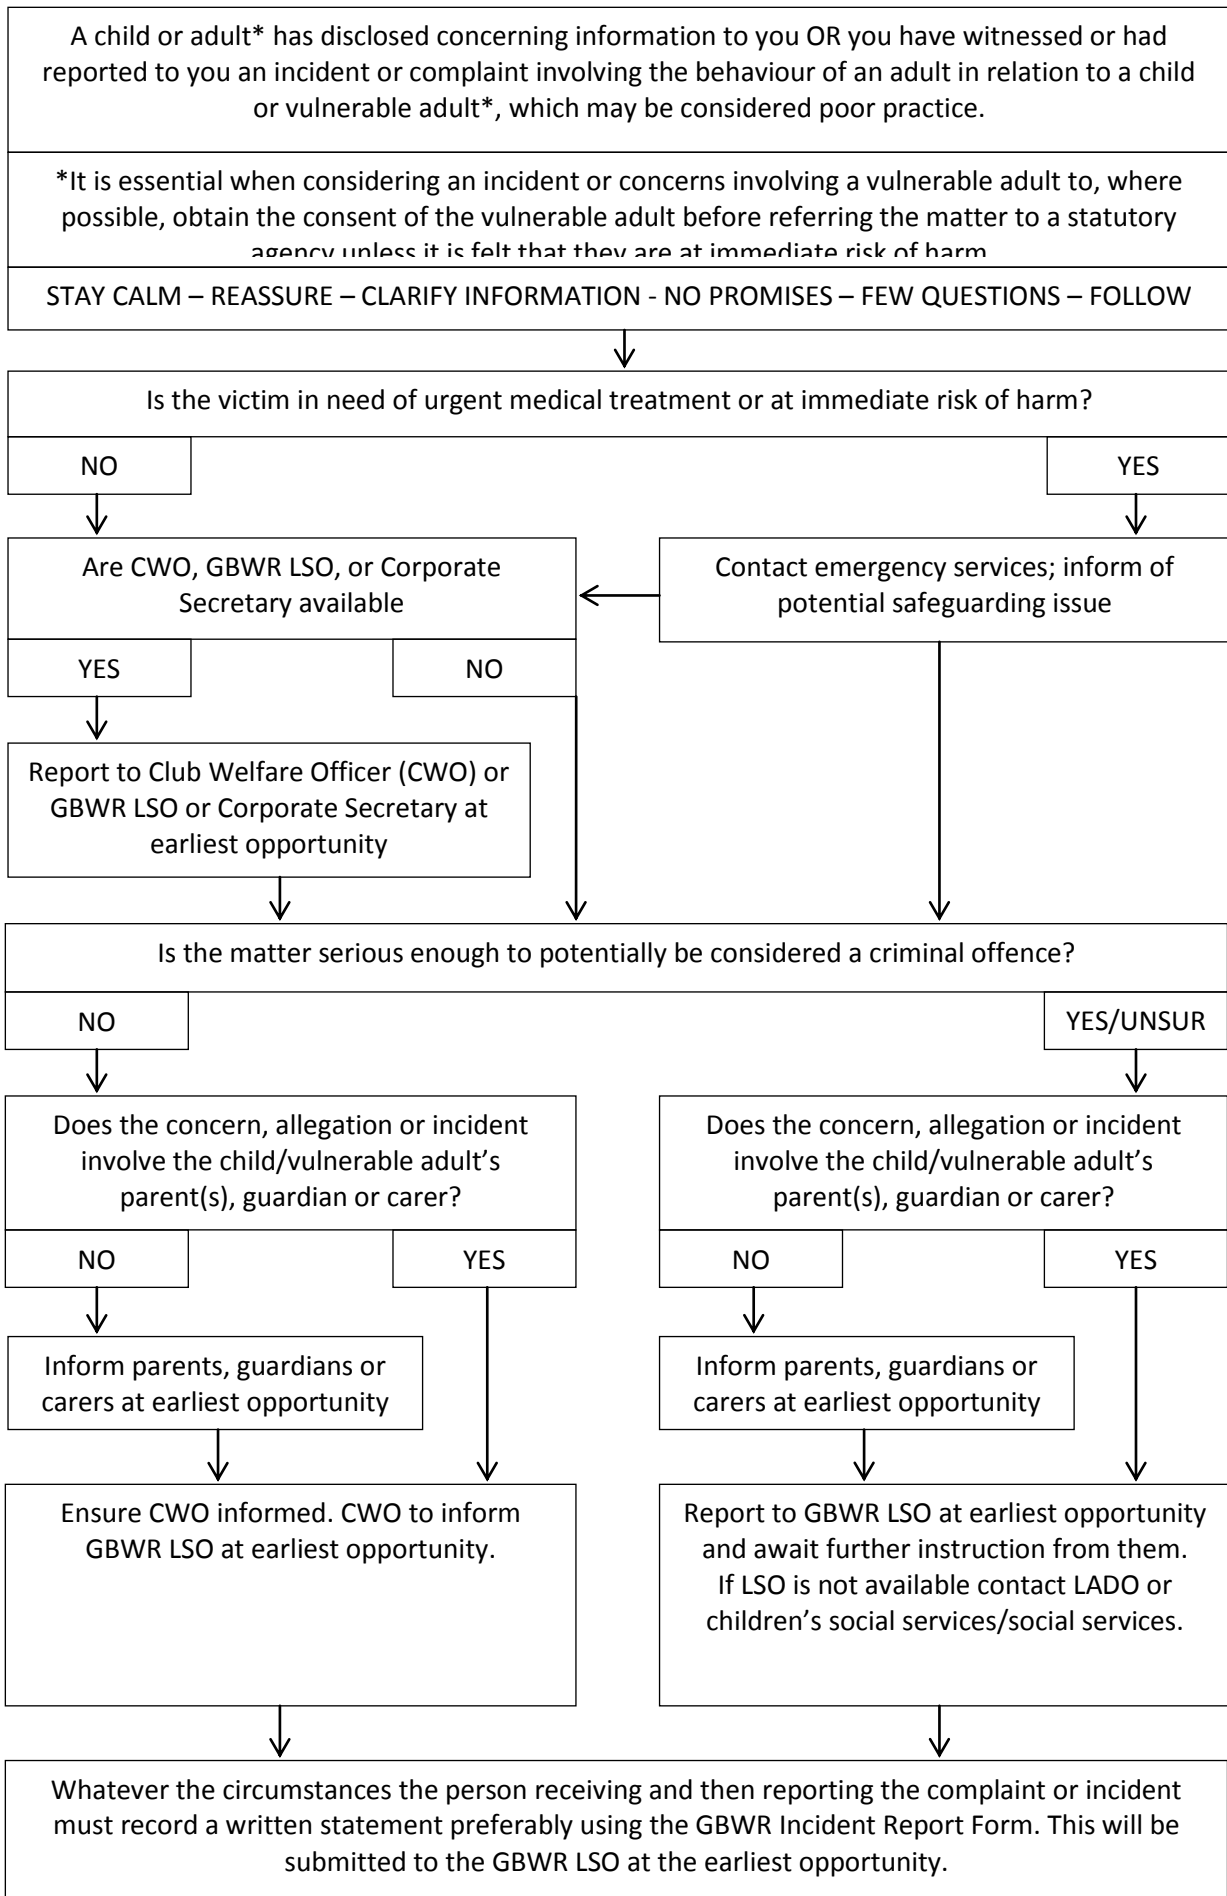 A child or adult* has disclosed concerning information to you OR you have witnessed or had
reported to you an incident or complaint involving the behaviour of an adult in relation to a child
or vulnerable adult*, which may be considered poor practice.
*It is essential when considering an incident or concerns involving a vulnerable adult to, where
possible, obtain the consent of the vulnerable adult before referring the matter to a statutory
agency unless it is felt that they are at immediate risk of harm
STAY CALM – REASSURE – CLARIFY INFORMATION - NO PROMISES – FEW QUESTIONS – FOLLOW
Is the victim in need of urgent medical treatment or at immediate risk of harm?
NO
YES
Are CWO, GBWR LSO, or Corporate
Secretary available
Contact emergency services; inform of
potential safeguarding issue
YES
NO
Report to Club Welfare Officer (CWO) or
GBWR LSO or Corporate Secretary at
earliest opportunity
Is the matter serious enough to potentially be considered a criminal offence?
NO
YES/UNSUR
Does the concern, allegation or incident
involve the child/vulnerable adult’s
parent(s), guardian or carer?
Does the concern, allegation or incident
involve the child/vulnerable adult’s
parent(s), guardian or carer?
NO
YES
NO
YES
Inform parents, guardians or
carers at earliest opportunity
Inform parents, guardians or
carers at earliest opportunity
Ensure CWO informed. CWO to inform
GBWR LSO at earliest opportunity.
Report to GBWR LSO at earliest opportunity
and await further instruction from them.
If LSO is not available contact LADO or
children’s social services/social services.
Whatever the circumstances the person receiving and then reporting the complaint or incident
must record a written statement preferably using the GBWR Incident Report Form. This will be
submitted to the GBWR LSO at the earliest opportunity.